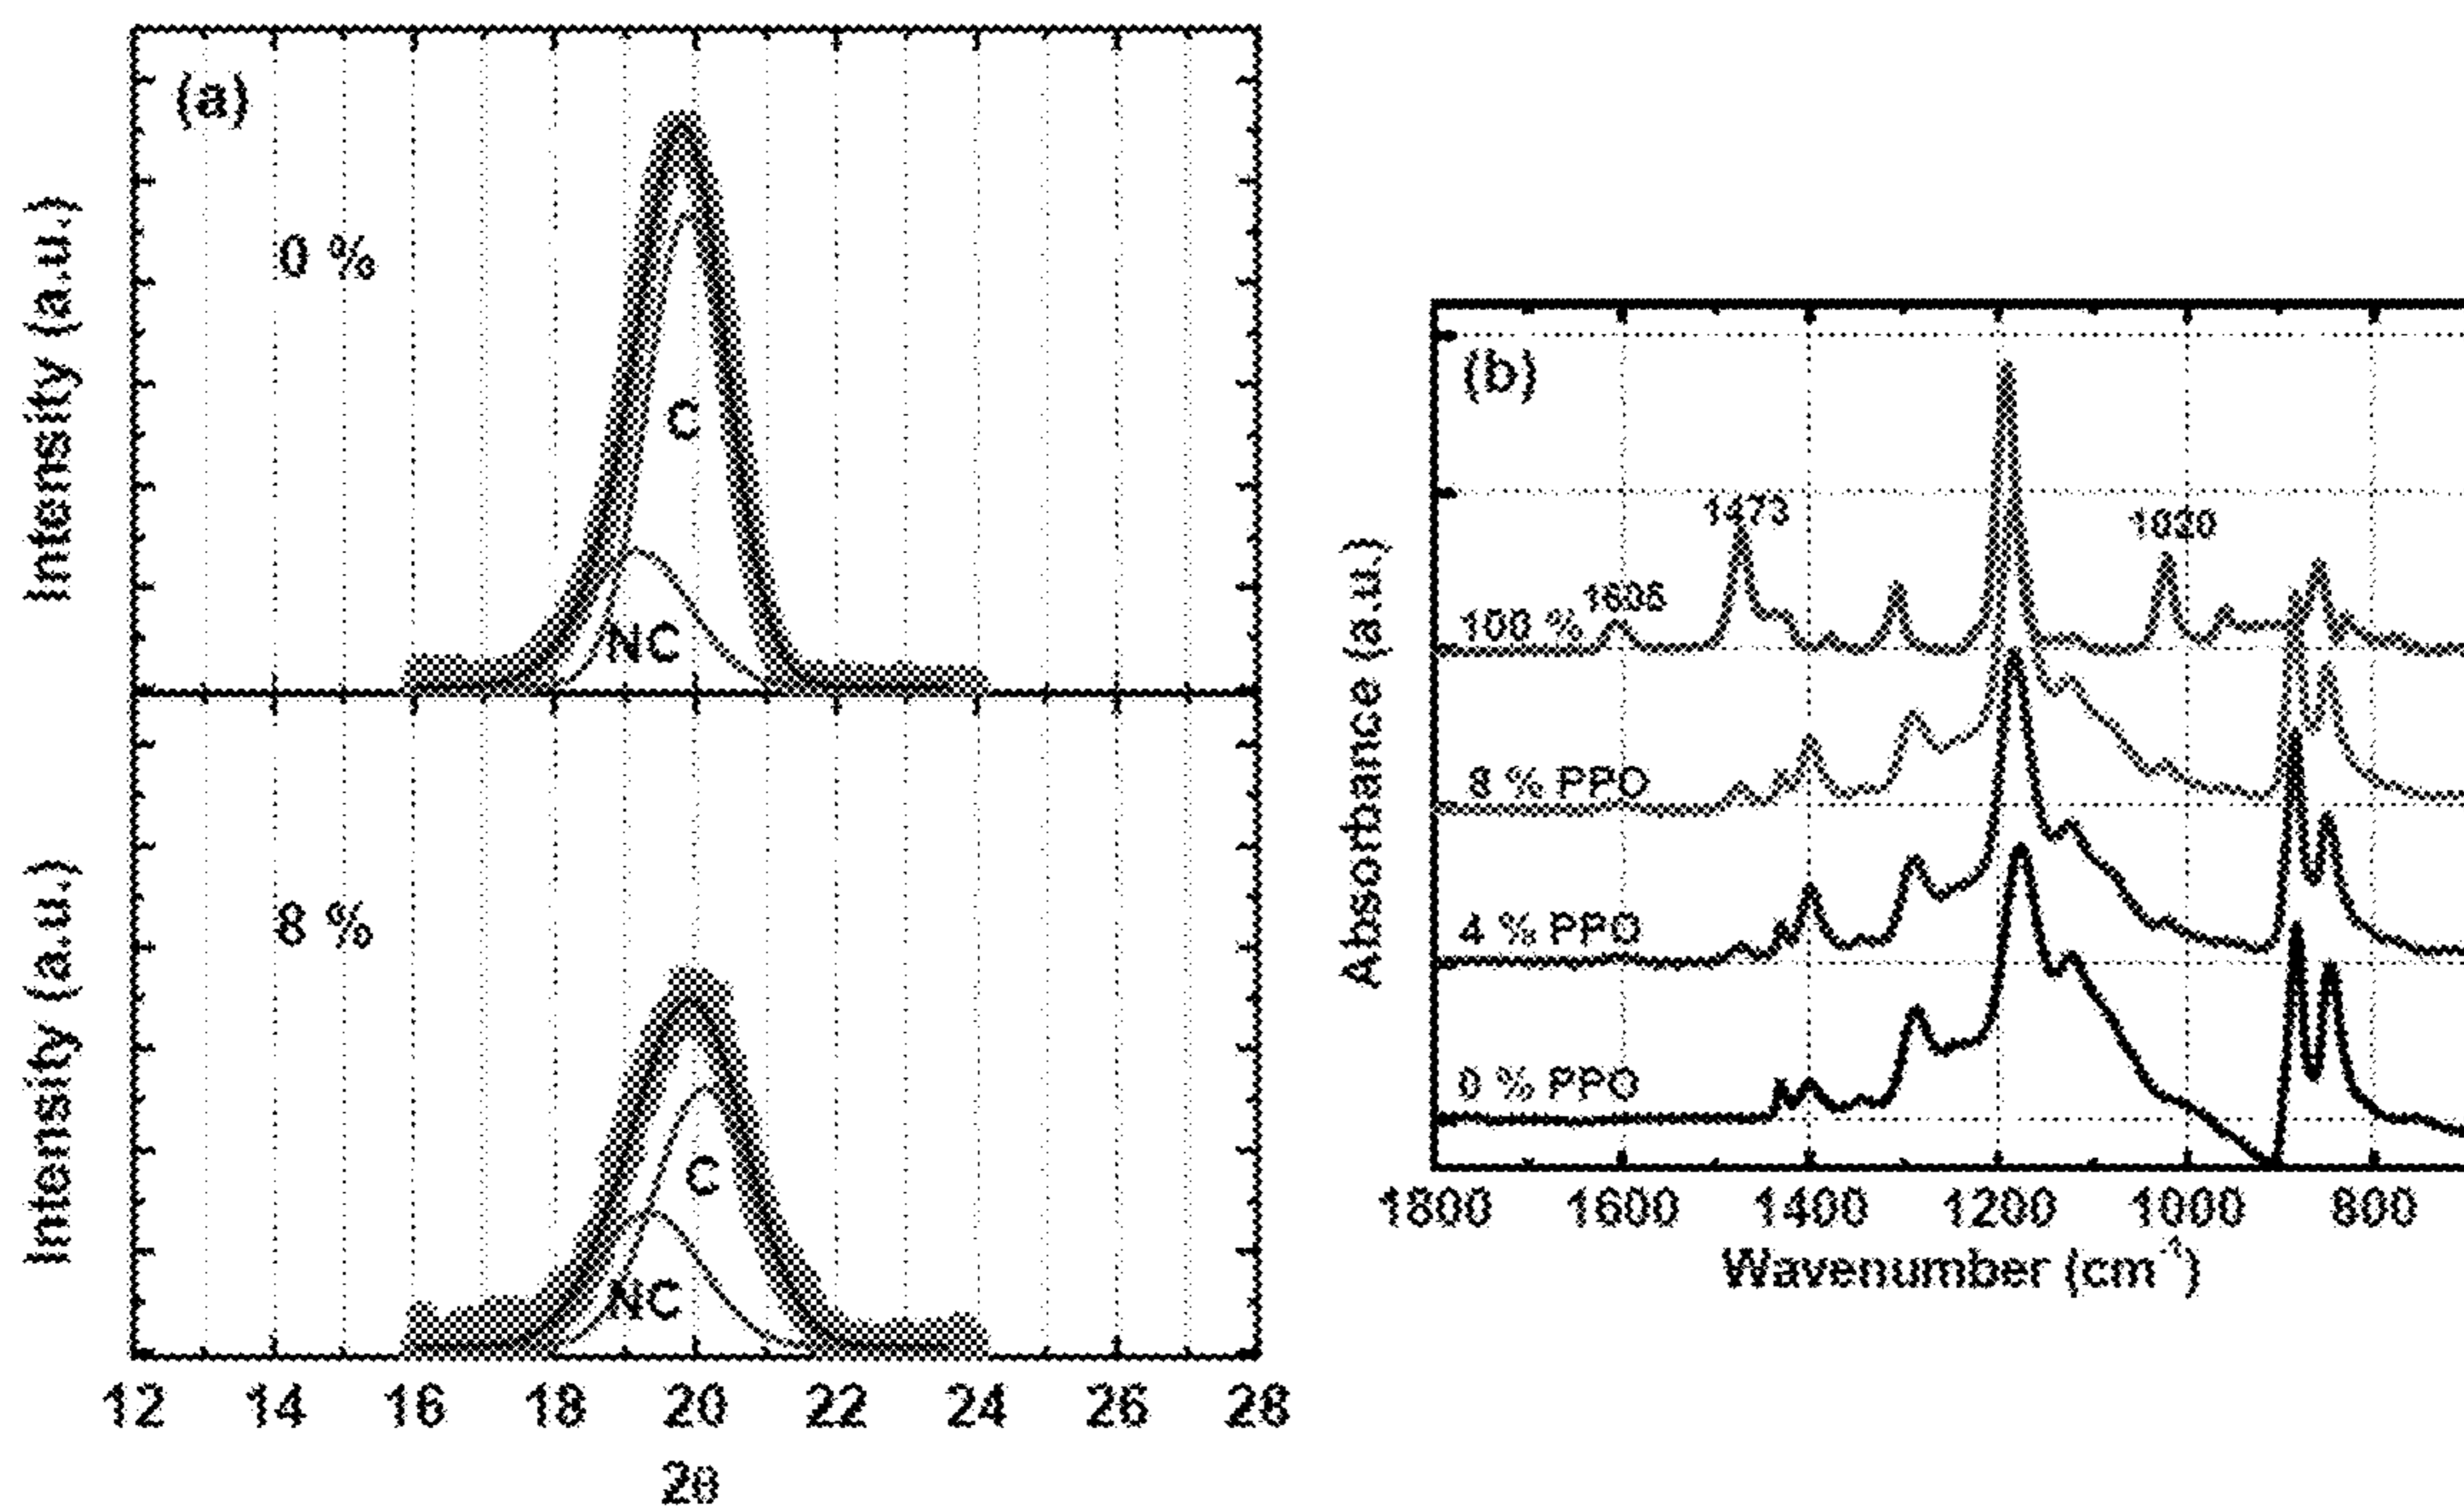 (a)
Intensity (a.u.)
0 %
C
NC
Intensity (a.u.)
8 %
C
NC
12 14 16 18 20 22 24 26 28
2θ
(b)
Absorbance (a.u.)
1473
1020
1606
100 %
8 % PPO
4 % PPO
0 % PPO
1800 1600 1400 1200 1000 800
Wavenumber (cm⁻¹)